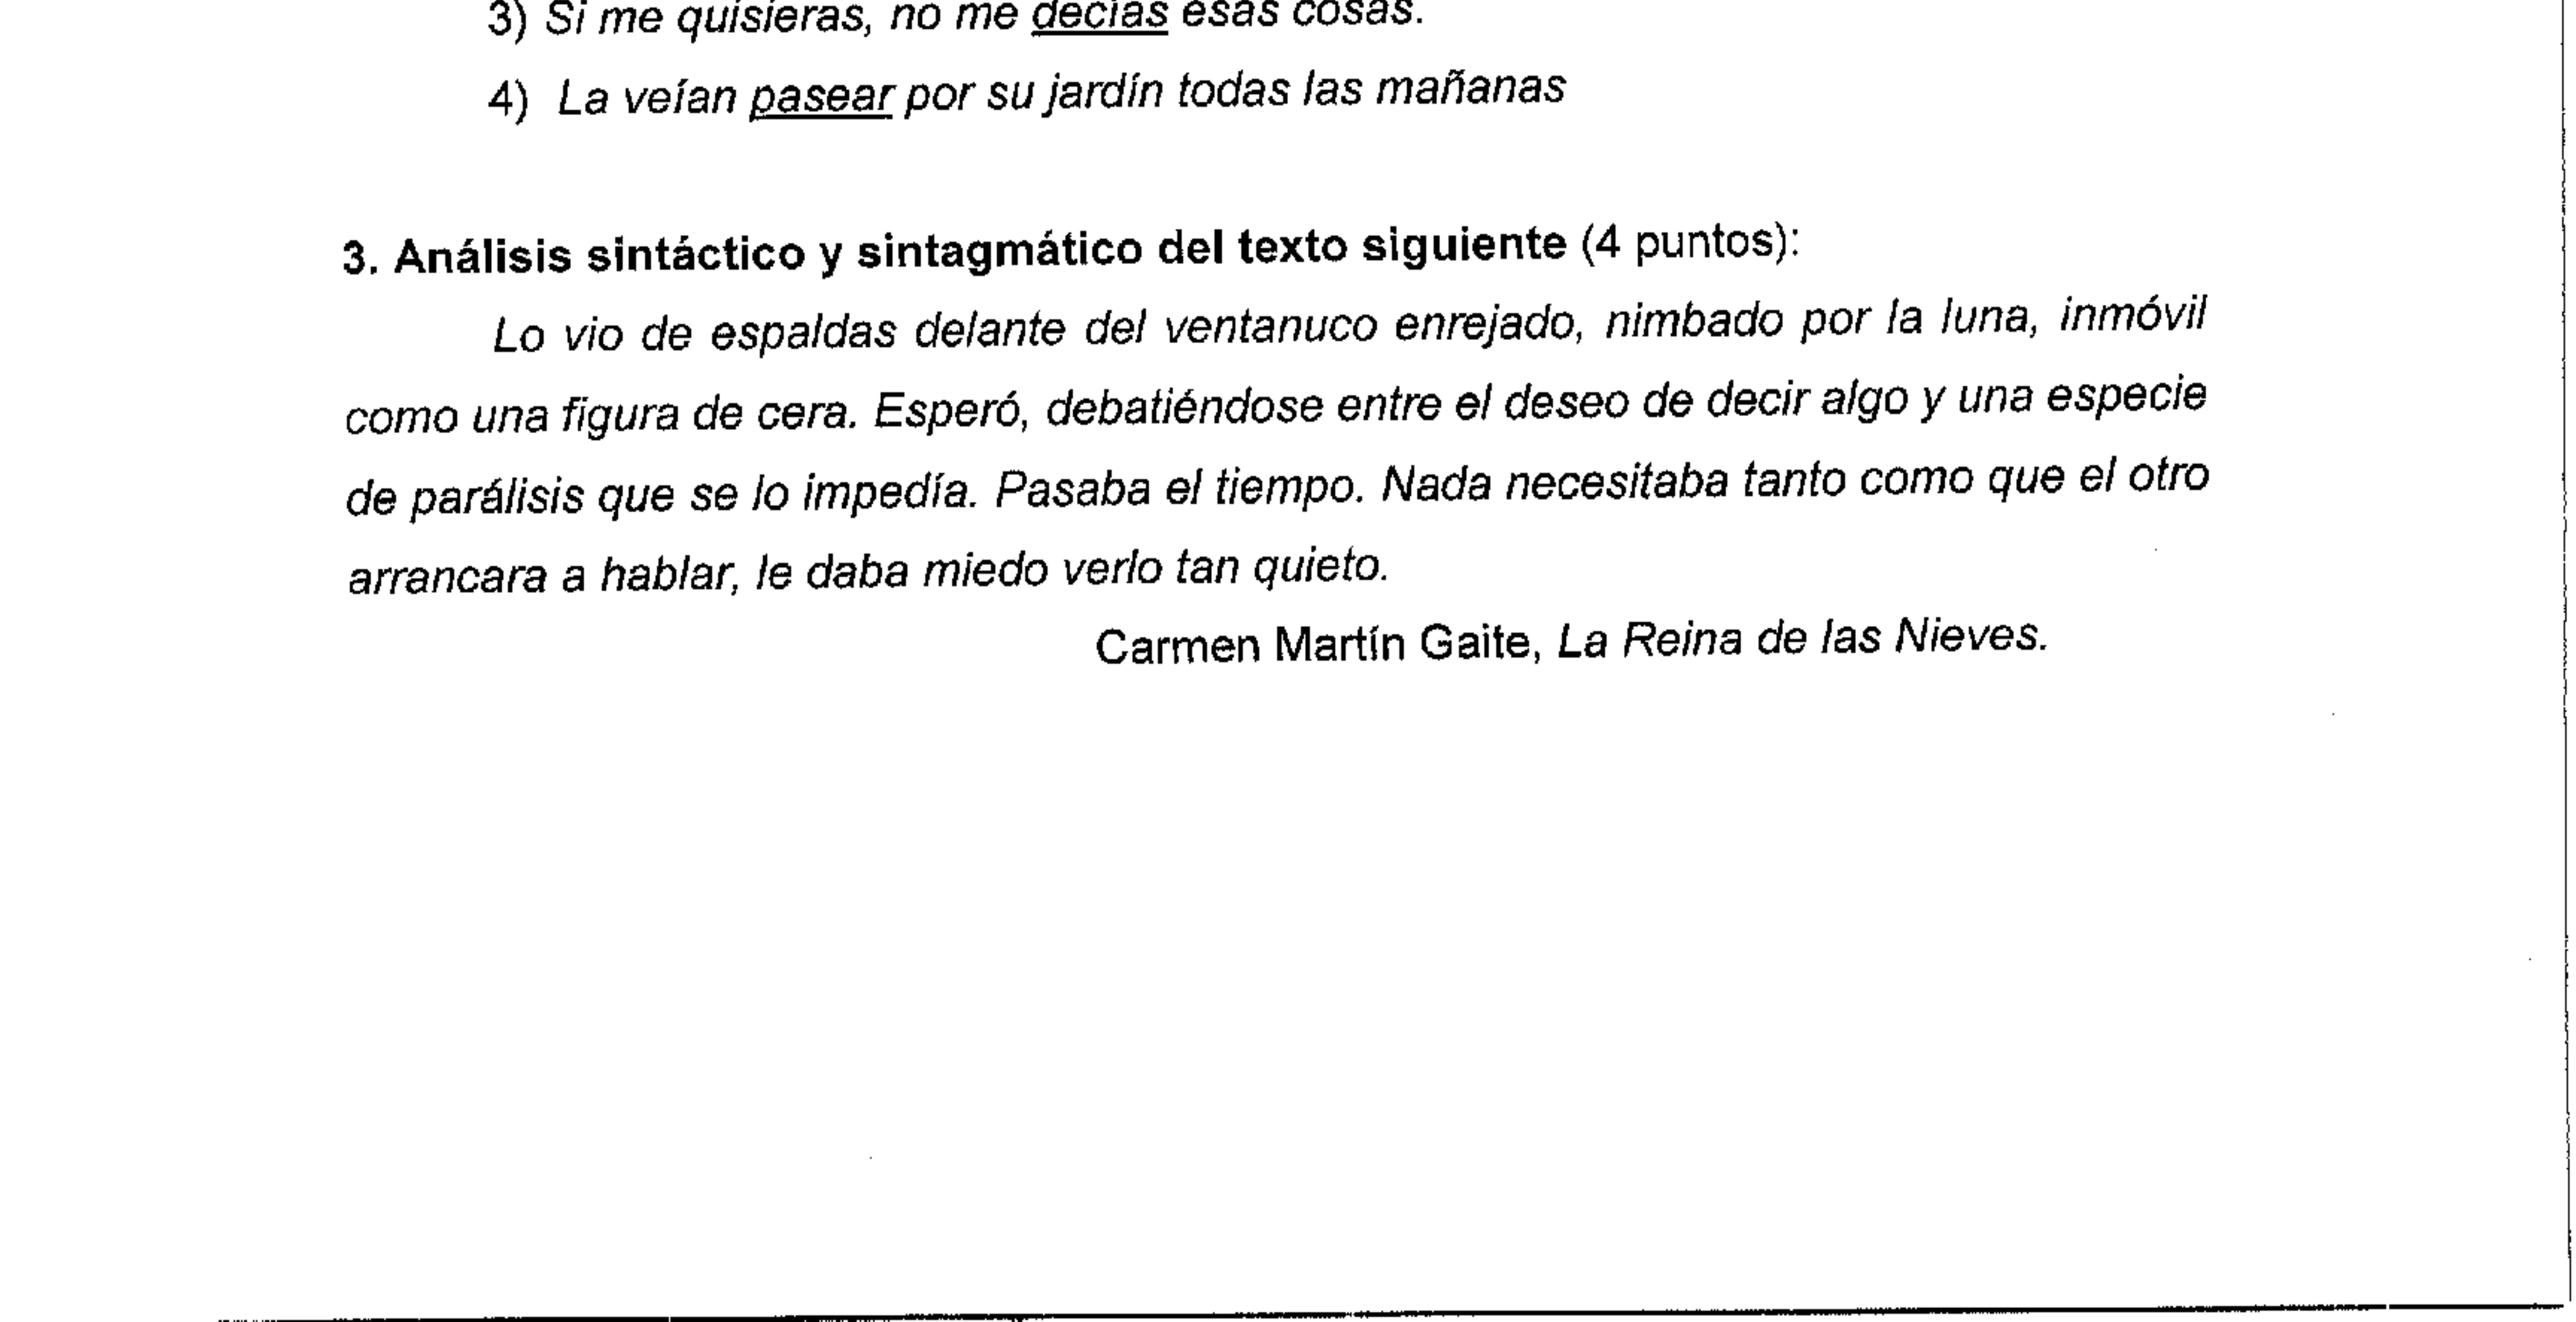 3) Si me quisieras, no me decías esas cosas.
4) La veían pasear por su jardín todas las mañanas
3. Análisis sintáctico y sintagmático del texto siguiente (4 puntos):
Lo vio de espaldas delante del ventanuco enrejado, nimbado por la luna, inmóvil
como una figura de cera. Esperó, debatiéndose entre el deseo de decir algo y una especie
de parálisis que se lo impedía. Pasaba el tiempo. Nada necesitaba tanto como que el otro
arrancara a hablar, le daba miedo verlo tan quieto.
Carmen Martín Gaite, La Reina de las Nieves.